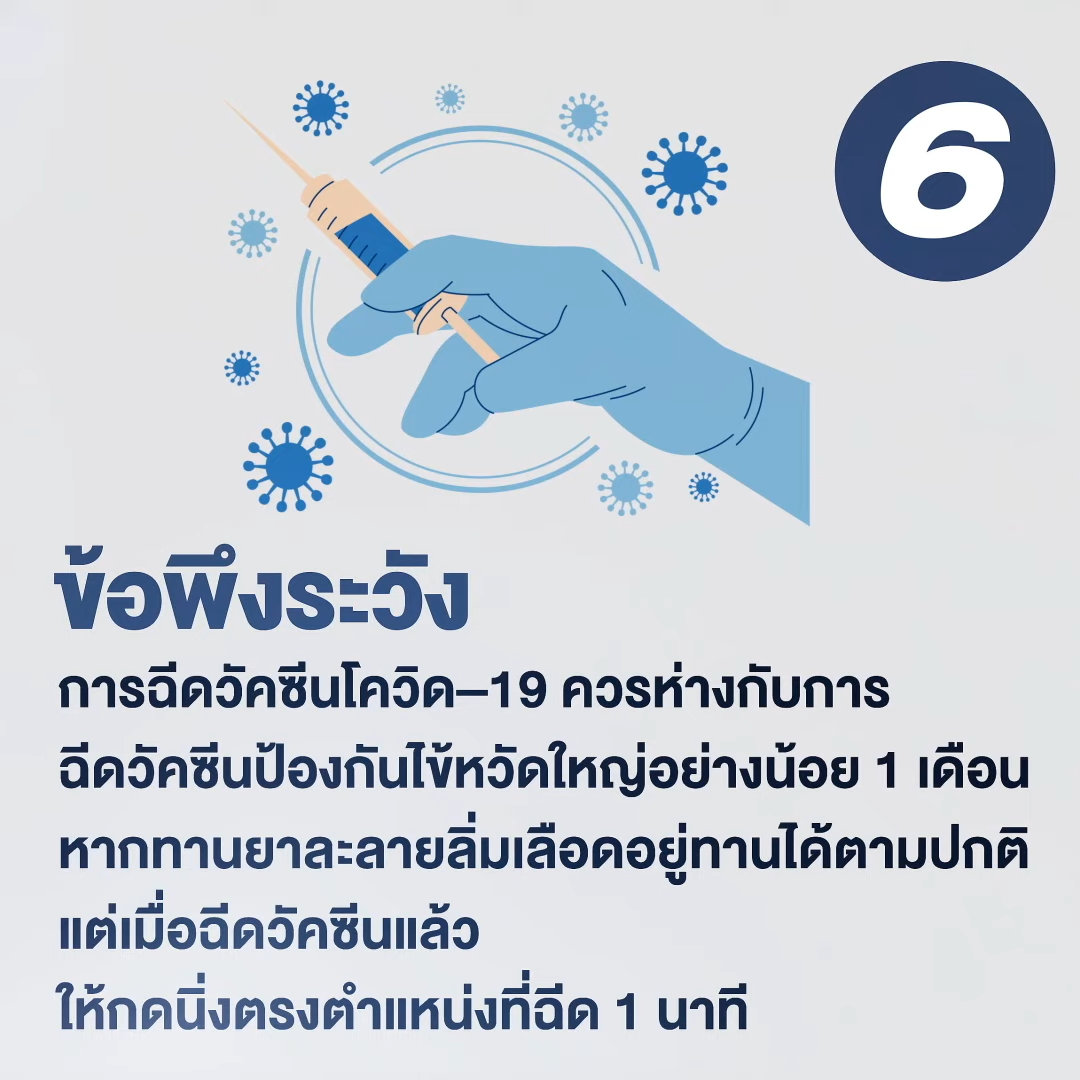 6
ข้อพึงระวัง
การฉีดวัคซีนโควิด–19 ควรห่างกับการ
ฉีดวัคซีนป้องกันไข้หวัดใหญ่อย่างน้อย 1 เดือน
หากทานยาละลายลิ่มเลือดอยู่ทานได้ตามปกติ
แต่เมื่อฉีดวัคซีนแล้ว
ให้กดนิ่งตรงตำแหน่งที่ฉีด 1 นาที